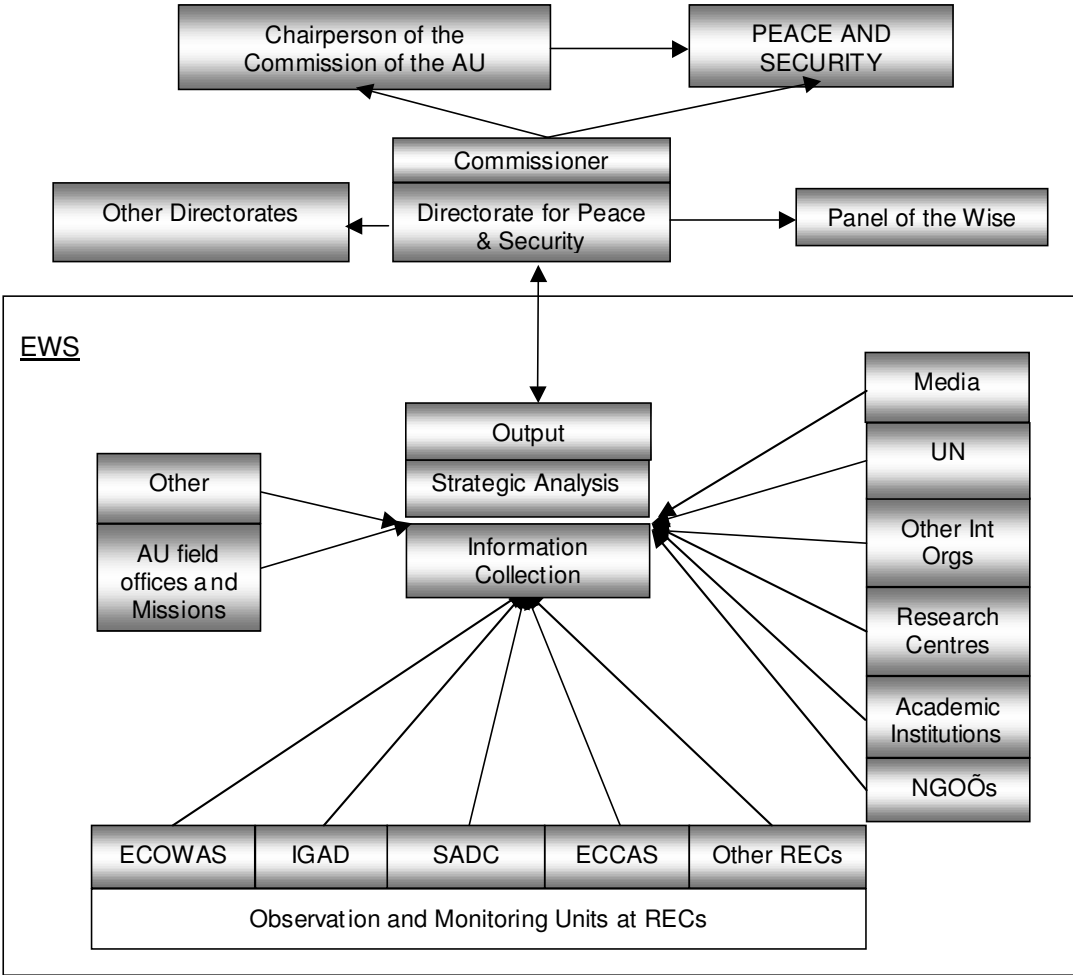 Chairperson of the
Commission of the AU
PEACE AND
SECURITY
Commissioner
Other Directorates
Directorate for Peace
& Security
Panel of the Wise
EWS
Media
Output
UN
Other
Strategic Analysis
AU field
offices and
Missions
Information
Collection
Other Int
Orgs
Research
Centres
Academic
Institutions
NGOÕs
ECOWAS
IGAD
SADC
ECCAS
Other RECs
Observation and Monitoring Units at RECs